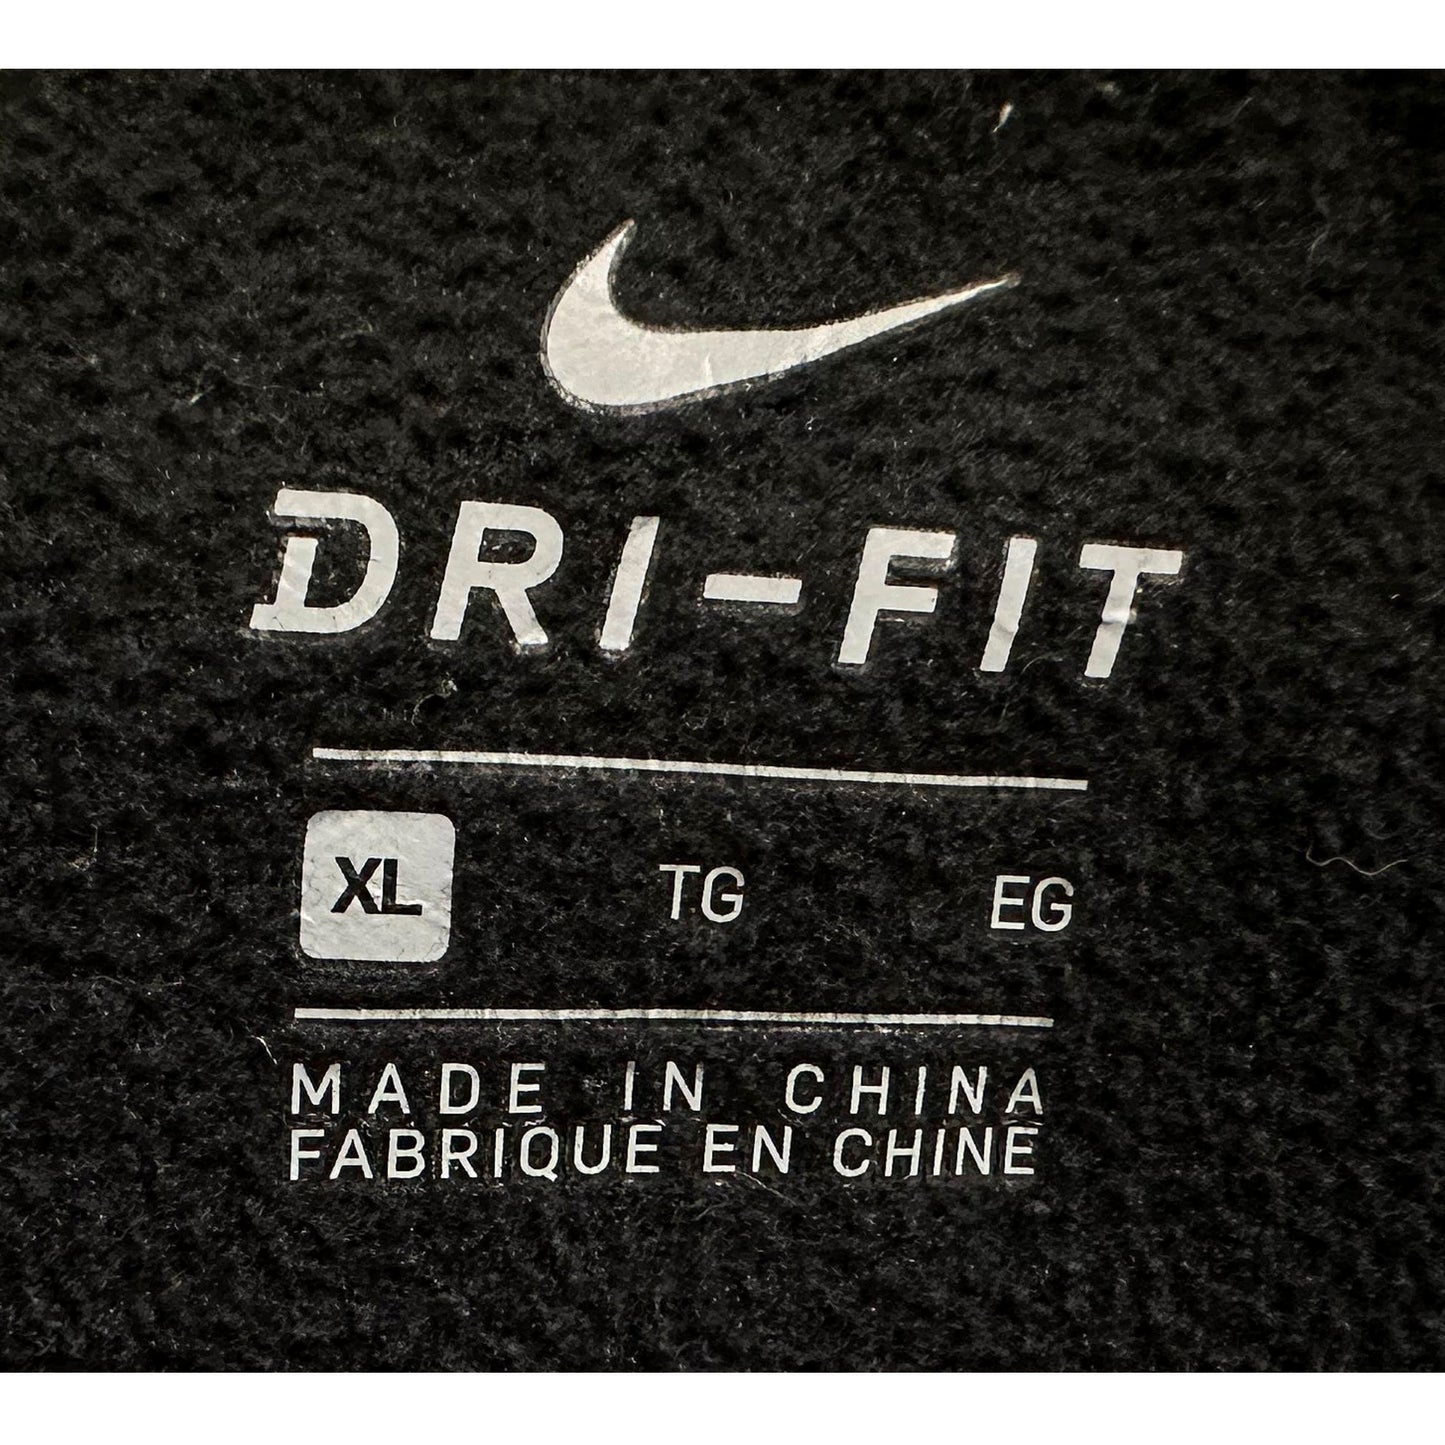 DRI-FIT
XL TG EG
MADE IN CHINA
FABRIQUE EN CHINE